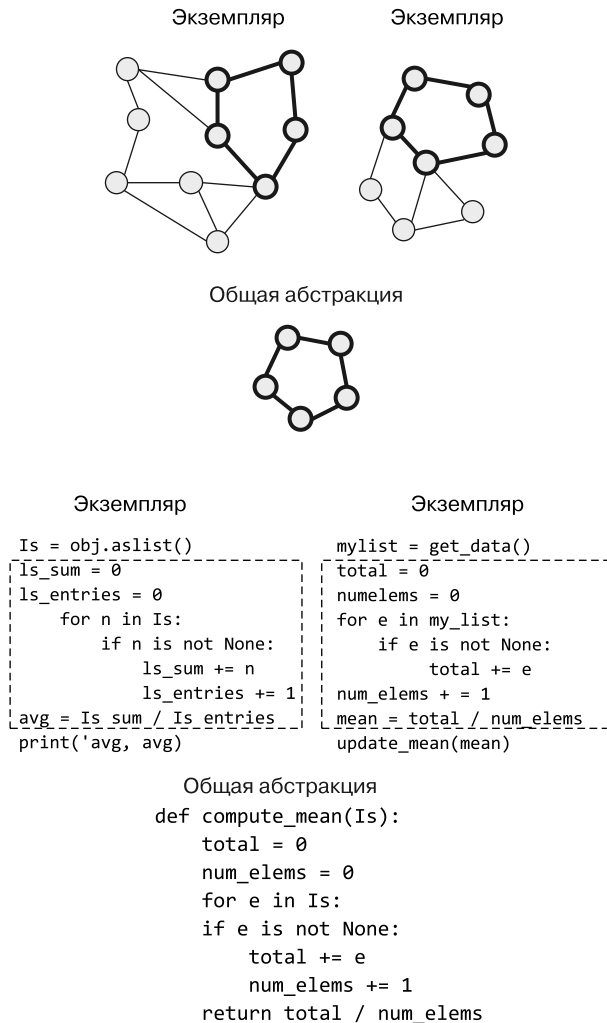 Экземпляр
Экземпляр
Общая абстракция
Экземпляр
Is = obj.aslist()
ls_sum = 0
ls_entries = 0
    for n in Is:
        if n is not None:
            ls_sum += n
            ls_entries += 1
avg = Is sum / Is entries
print('avg, avg)
Экземпляр
mylist = get_data()
total = 0
numelems = 0
for e in my_list:
    if e is not None:
        total += e
num_elems + = 1
mean = total / num_elems
update_mean(mean)
Общая абстракция
def compute_mean(Is):
    total = 0
    num_elems = 0
    for e in Is:
    if e is not None:
        total += e
        num_elems += 1
    return total / num_elems